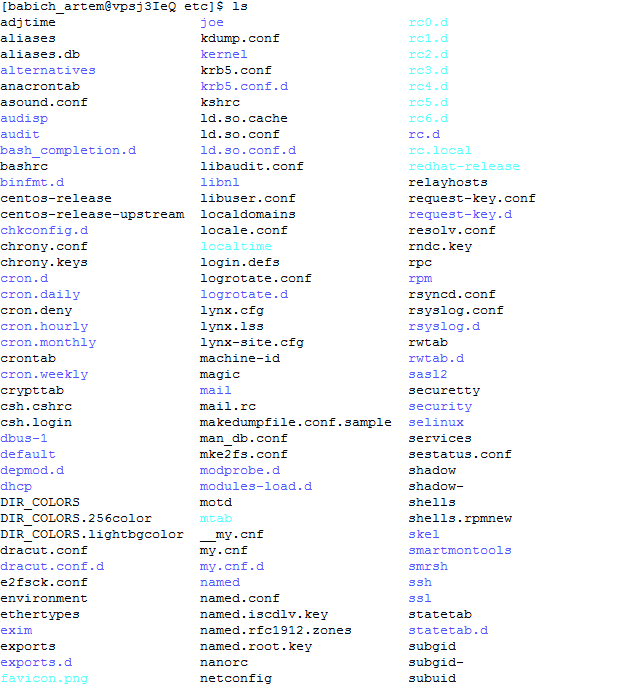 [babich_artem@vpsj3IeQ etc]$ ls
adjtime                joe                      rc0.d
aliases                kdump.conf               rc1.d
aliases.db             kernel                   rc2.d
alternatives           krb5.conf                rc3.d
anacrontab             krb5.conf.d              rc4.d
asound.conf            kshrc                    rc5.d
audisp                 ld.so.cache              rc6.d
audit                  ld.so.conf               rc.d
bash_completion.d      ld.so.conf.d             rc.local
bashrc                 libaudit.conf            redhat-release
binfmt.d               libnl                    relayhosts
centos-release         libuser.conf             request-key.conf
centos-release-upstream  localdomains             request-key.d
chkconfig.d            locale.conf              resolv.conf
chrony.conf            localtime                rndc.key
chrony.keys            login.defs               rpc
cron.d                 logrotate.conf           rpm
cron.daily             logrotate.d              rsyncd.conf
cron.deny              lynx.cfg                 rsyslog.conf
cron.hourly            lynx.lss                 rsyslog.d
cron.monthly           lynx-site.cfg            rwtab
crontab                machine-id               rwtab.d
cron.weekly            magic                    sasl2
crypttab               mail                     securetty
csh.cshrc              mail.rc                  security
csh.login              makedumpfile.conf.sample  selinux
dbus-1                 man_db.conf              services
default                mke2fs.conf              sestatus.conf
depmod.d               modprobe.d               shadow
dhcp                   modules-load.d           shadow-
DIR_COLORS             motd                     shells
DIR_COLORS.256color    mtab                     shells.rpmnew
DIR_COLORS.lightbgcolor  __my.cnf                 skel
dracut.conf            my.cnf                   smartmontools
dracut.conf.d          my.cnf.d                 smrsh
e2fsck.conf            named                    ssh
environment            named.conf               ssl
ethertypes             named.iscdlv.key         statetab
exim                   named.rfc1912.zones      statetab.d
exports                named.root.key           subgid
exports.d              nanorc                   subgid-
favicon.png            netconfig                subuid